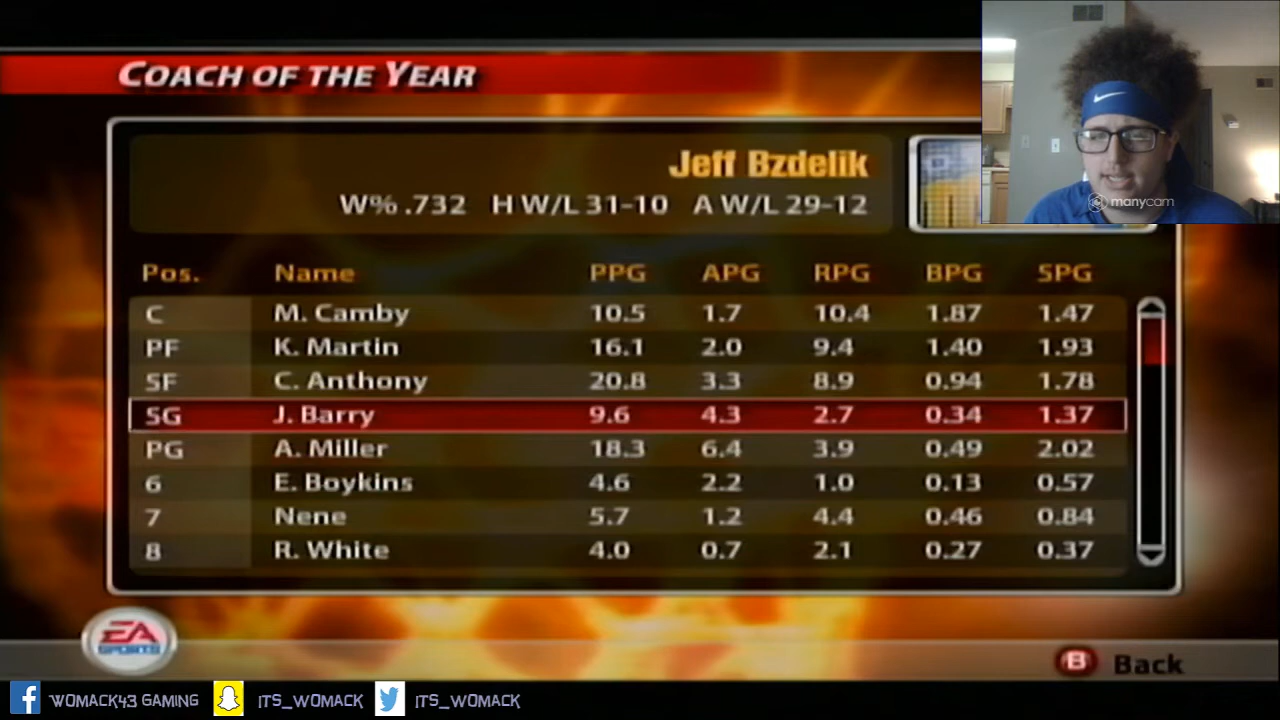 COACH OF THE YEAR
Jeff Bzdelik
W% .732 H W/L 31-10 A W/L 29-12
manycam
Pos. Name PPG APG RPG BPG SPG
C M. Camby 10.5 1.7 10.4 1.87 1.47
PF K. Martin 16.1 2.0 9.4 1.40 1.93
SF C. Anthony 20.8 3.3 8.9 0.94 1.78
SG J. Barry 9.6 4.3 2.7 0.34 1.37
PG A. Miller 18.3 6.4 3.9 0.49 2.02
6 E. Boykins 4.6 2.2 1.0 0.13 0.57
7 Nene 5.7 1.2 4.4 0.46 0.84
8 R. White 4.0 0.7 2.1 0.27 0.37
EA
SPORTS
B Back
f WOMACK43 GAMING ITS_WOMACK ITS_WOMACK